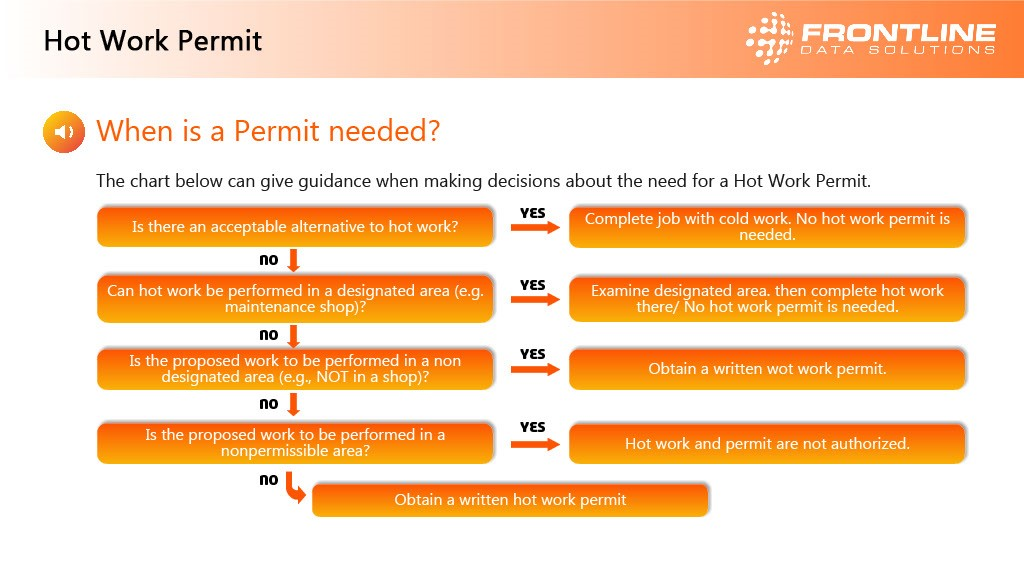 Hot Work Permit
FRONTLINE
DATA SOLUTIONS
When is a Permit needed?
The chart below can give guidance when making decisions about the need for a Hot Work Permit.
Is there an acceptable alternative to hot work?
YES
Complete job with cold work. No hot work permit is
needed.
NO
Can hot work be performed in a designated area (e.g.
maintenance shop)?
YES
Examine designated area. then complete hot work
there/ No hot work permit is needed.
NO
Is the proposed work to be performed in a non
designated area (e.g., NOT in a shop)?
YES
Obtain a written wot work permit.
NO
Is the proposed work to be performed in a
nonpermissible area?
YES
Hot work and permit are not authorized.
NO
Obtain a written hot work permit